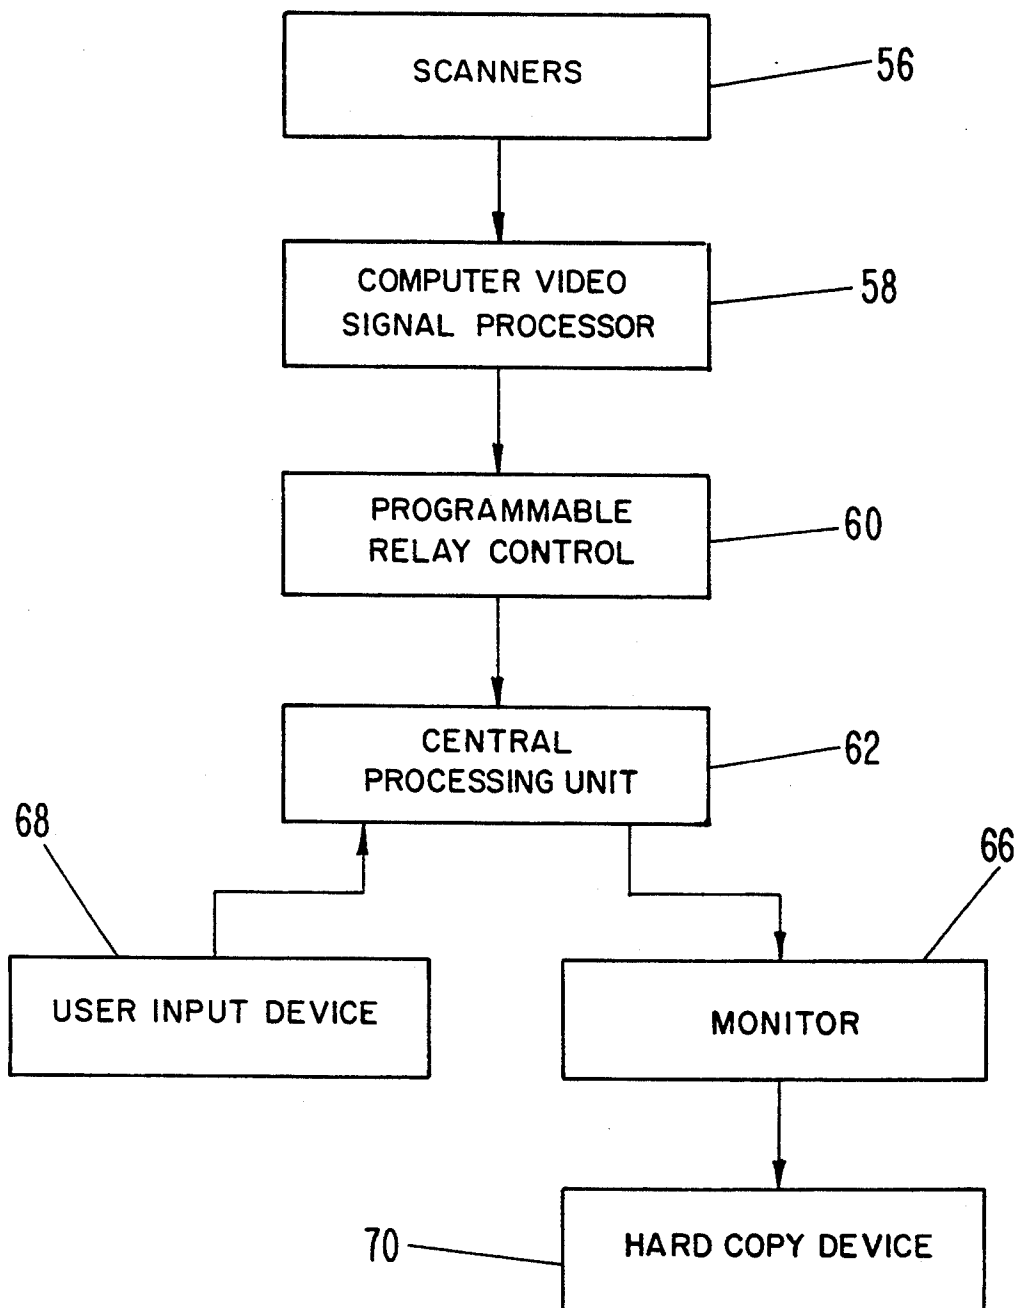 SCANNERS
56
COMPUTER VIDEO
SIGNAL PROCESSOR
58
PROGRAMMABLE
RELAY CONTROL
60
CENTRAL
PROCESSING UNIT
62
68
66
USER INPUT DEVICE
MONITOR
70
HARD COPY DEVICE